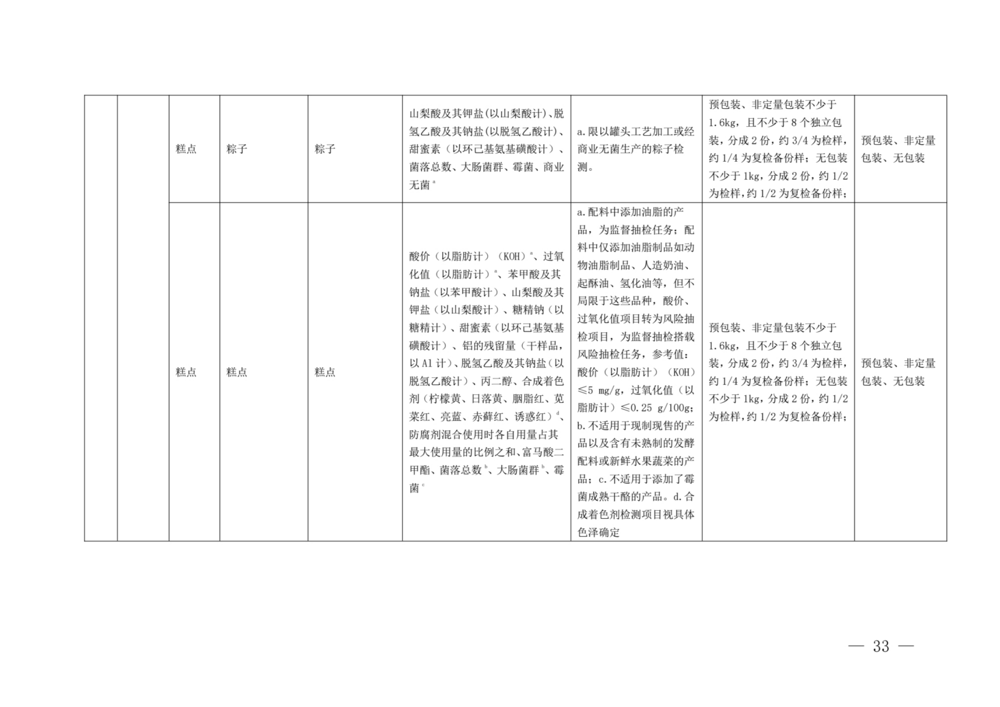 糕点
粽子
粽子
山梨酸及其钾盐(以山梨酸计)、脱
氢乙酸及其钠盐(以脱氢乙酸计)、
甜蜜素（以环己基氨基磺酸计）、
菌落总数、大肠菌群、霉菌、商业
无菌ᵃ
a.限以罐头工艺加工或经
商业无菌生产的粽子检
测。
预包装、非定量包装不少于
1.6kg，且不少于8个独立包
装，分成2份，约3/4为检样，
约1/4为复检备份样；无包装
不少于1kg，分成2份，约1/2
为检样，约1/2为复检备份样；
预包装、非定量
包装、无包装
糕点
糕点
糕点
酸价（以脂肪计）（KOH）ᵃ、过氧
化值（以脂肪计）ᵃ、苯甲酸及其
钠盐（以苯甲酸计）、山梨酸及其
钾盐（以山梨酸计）、糖精钠（以
糖精计）、甜蜜素（以环己基氨基
磺酸计）、铝的残留量（干样品，
以Al计）、脱氢乙酸及其钠盐（以
脱氢乙酸计）、丙二醇、合成着色
剂（柠檬黄、日落黄、胭脂红、苋
菜红、亮蓝、赤藓红、诱惑红）ᵈ、
防腐剂混合使用时各自用量占其
最大使用量的比例之和、富马酸二
甲酯、菌落总数ᵇ、大肠菌群ᵇ、霉
菌ᶜ
a.配料中添加油脂的产
品，为监督抽检任务；配
料中仅添加油脂制品如动
物油脂制品、人造奶油、
起酥油、氢化油等，但不
局限于这些品种，酸价、
过氧化值项目转为风险抽
检项目，为监督抽检搭载
风险抽检任务，参考值：
酸价（以脂肪计）（KOH）
≤5 mg/g，过氧化值（以
脂肪计）≤0.25 g/100g；
b.不适用于现制现售的产
品以及含有未熟制的发酵
配料或新鲜水果蔬菜的产
品；c.不适用于添加了霉
菌成熟干酪的产品。d.合
成着色剂检测项目视具体
色泽确定
预包装、非定量包装不少于
1.6kg，且不少于8个独立包
装，分成2份，约3/4为检样，
约1/4为复检备份样；无包装
不少于1kg，分成2份，约1/2
为检样，约1/2为复检备份样；
预包装、非定量
包装、无包装
— 33 —